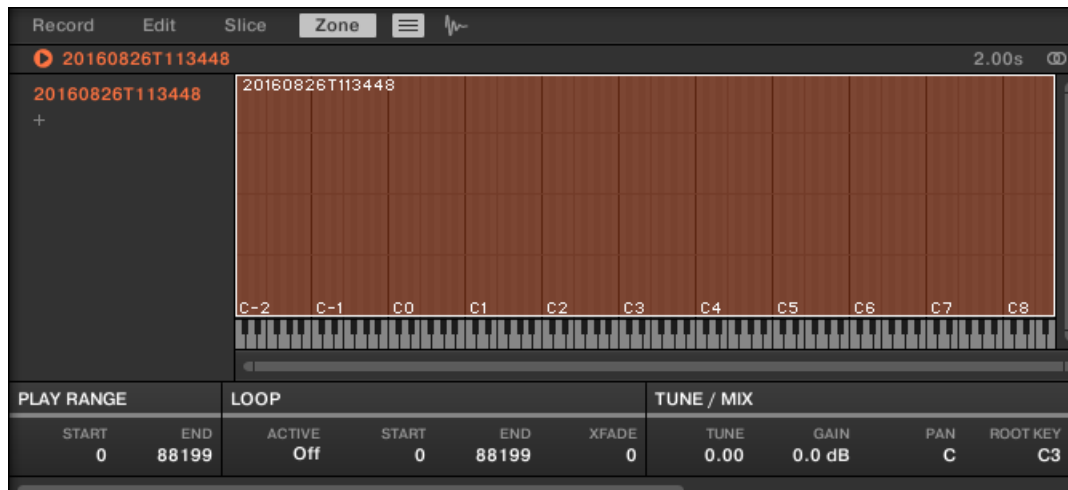 Record Edit Slice Zone
20160826T113448 2.00s
20160826T113448
+
20160826T113448
C-2 C-1 C0 C1 C2 C3 C4 C5 C6 C7 C8
PLAY RANGE LOOP TUNE / MIX
START END ACTIVE START END XFADE TUNE GAIN PAN ROOT KEY
0 88199 Off 0 88199 0 0.00 0.0 dB C C3